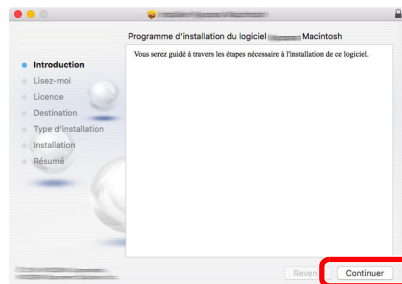 Programme d'installation du logiciel Macintosh
Introduction
Lisez-moi
Licence
Destination
Type d'installation
Installation
Résumé
Vous serez guidé à travers les étapes nécessaire à l'installation de ce logiciel.
Continuer